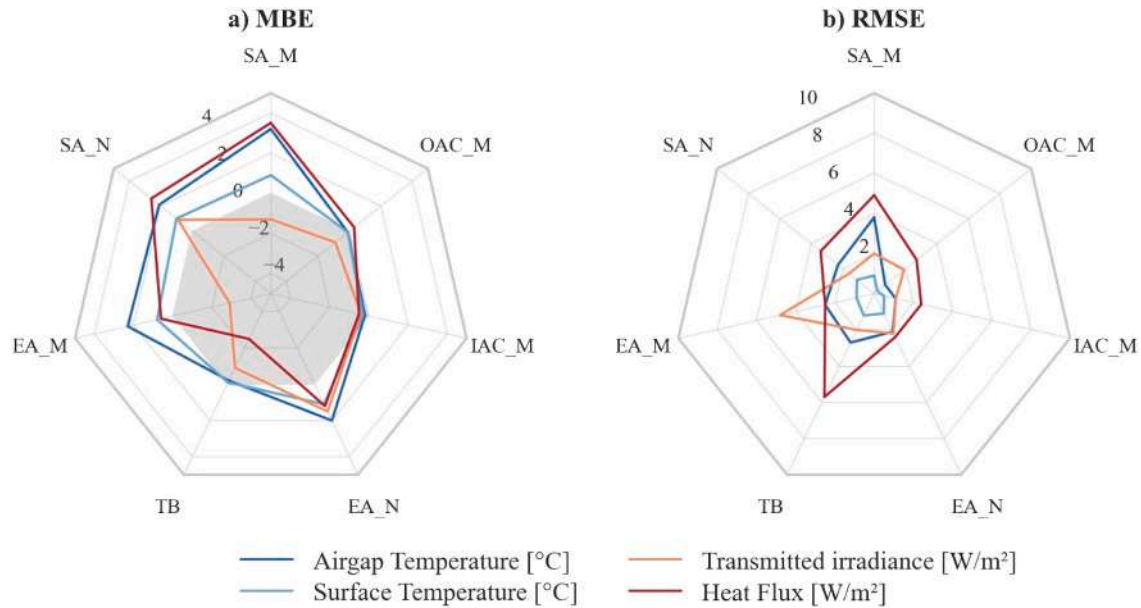 a) MBE
SA_M
OAC_M
IAC_M
EA_N
TB
EA_M
SA_N
4
2
0
−2
−4
b) RMSE
SA_M
OAC_M
IAC_M
EA_N
TB
EA_M
SA_N
10
8
6
4
2
Airgap Temperature [°C]
Surface Temperature [°C]
Transmitted irradiance [W/m²]
Heat Flux [W/m²]